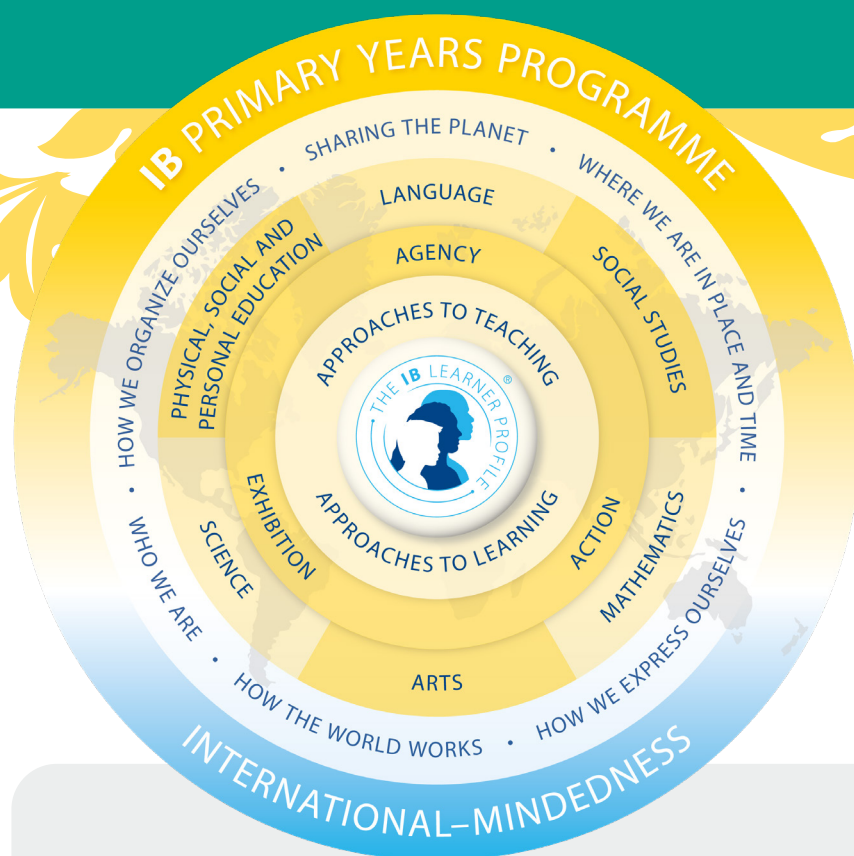 IB PRIMARY YEARS PROGRAMME
SHARING THE PLANET
•
WHERE WE ARE IN PLACE AND TIME
•
HOW WE EXPRESS OURSELVES
•
HOW THE WORLD WORKS
•
WHO WE ARE
•
HOW WE ORGANIZE OURSELVES
•
LANGUAGE
SOCIAL STUDIES
MATHEMATICS
ARTS
SCIENCE
PHYSICAL, SOCIAL AND
PERSONAL EDUCATION
AGENCY
ACTION
EXHIBITION
APPROACHES TO TEACHING
THE IB LEARNER PROFILE ®
APPROACHES TO LEARNING
INTERNATIONAL–MINDEDNESS